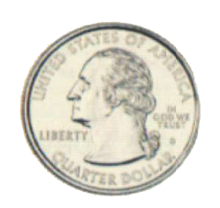 UNITED STATES OF AMERICA
LIBERTY
IN
GOD WE
TRUST
QUARTER DOLLAR